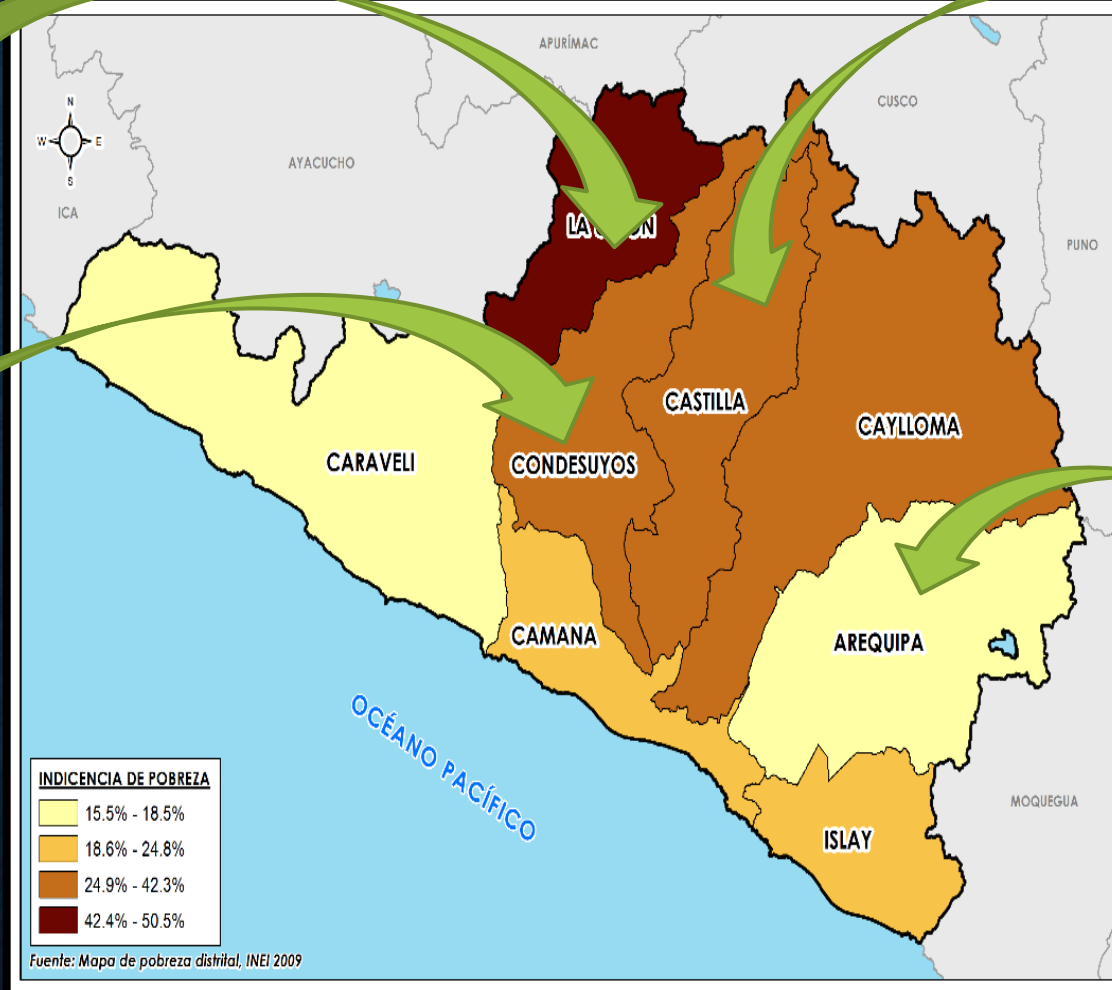 APURÍMAC
CUSCO
N
W E
S
AYACUCHO
ICA
LA
PUNO
CASTILLA
CAYLLOMA
CARAVELI
CONDESUYOS
CAMANA
AREQUIPA
OCÉANO PACÍFICO
MOQUEGUA
ISLAY
INDICENCIA DE POBREZA
15.5% - 18.5%
18.6% - 24.8%
24.9% - 42.3%
42.4% - 50.5%
Fuente: Mapa de pobreza distrital, INEI 2009